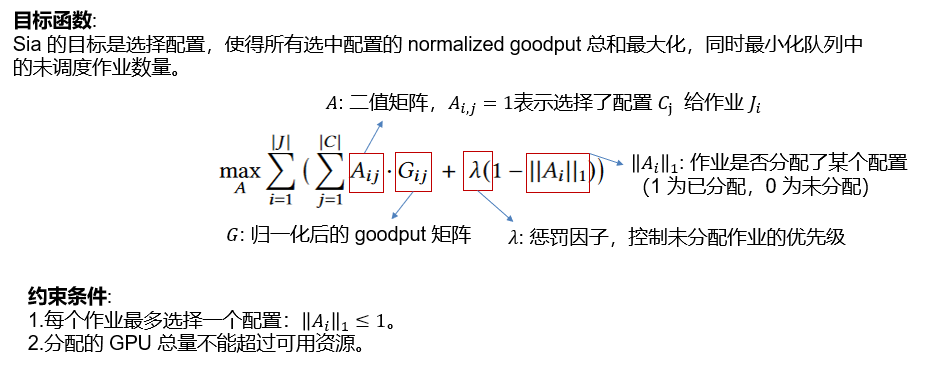 目标函数:
Sia 的目标是选择配置，使得所有选中配置的 normalized goodput 总和最大化，同时最小化队列中
的未调度作业数量。
A: 二值矩阵，A_{i,j} = 1表示选择了配置 C_j 给作业 J_i
max_A \sum_{i=1}^{|J|} ( \sum_{j=1}^{|C|} A_{ij} · G_{ij} + λ(1 − ||A_i||_1))
||A_i||_1: 作业是否分配了某个配置
（1 为已分配，0 为未分配）
G: 归一化后的 goodput 矩阵
λ: 惩罚因子，控制未分配作业的优先级
约束条件:
1.每个作业最多选择一个配置：||A_i||_1 ≤ 1。
2.分配的 GPU 总量不能超过可用资源。